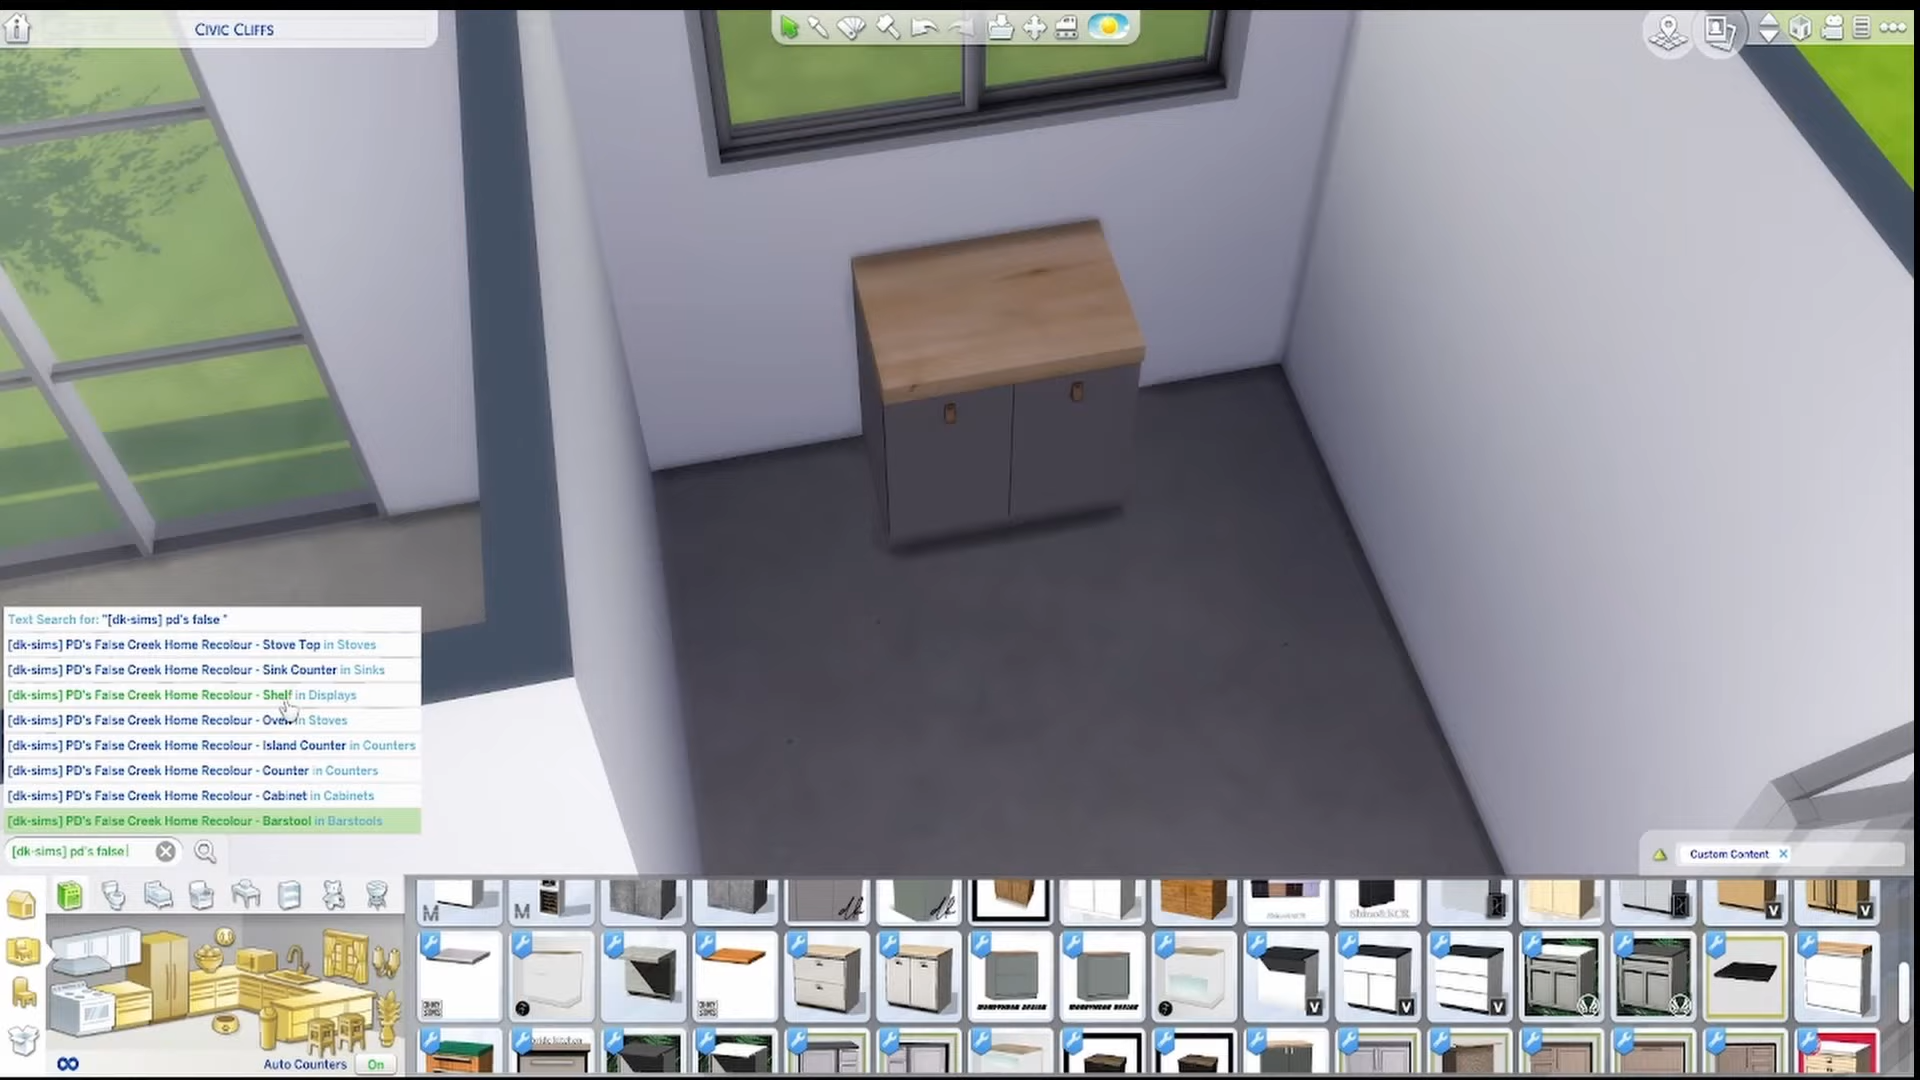 CIVIC CLIFFS
Text Search for: "[dk-sims] pd's false "
[dk-sims] PD's False Creek Home Recolour - Stove Top in Stoves
[dk-sims] PD's False Creek Home Recolour - Sink Counter in Sinks
[dk-sims] PD's False Creek Home Recolour - Shelf in Displays
[dk-sims] PD's False Creek Home Recolour - Oven in Stoves
[dk-sims] PD's False Creek Home Recolour - Island Counter in Counters
[dk-sims] PD's False Creek Home Recolour - Counter in Counters
[dk-sims] PD's False Creek Home Recolour - Cabinet in Cabinets
[dk-sims] PD's False Creek Home Recolour - Barstool in Barstools
[dk-sims] pd's false
Custom Content
M
M
dk
dk
V
V
V
V
V
Auto Counters
On